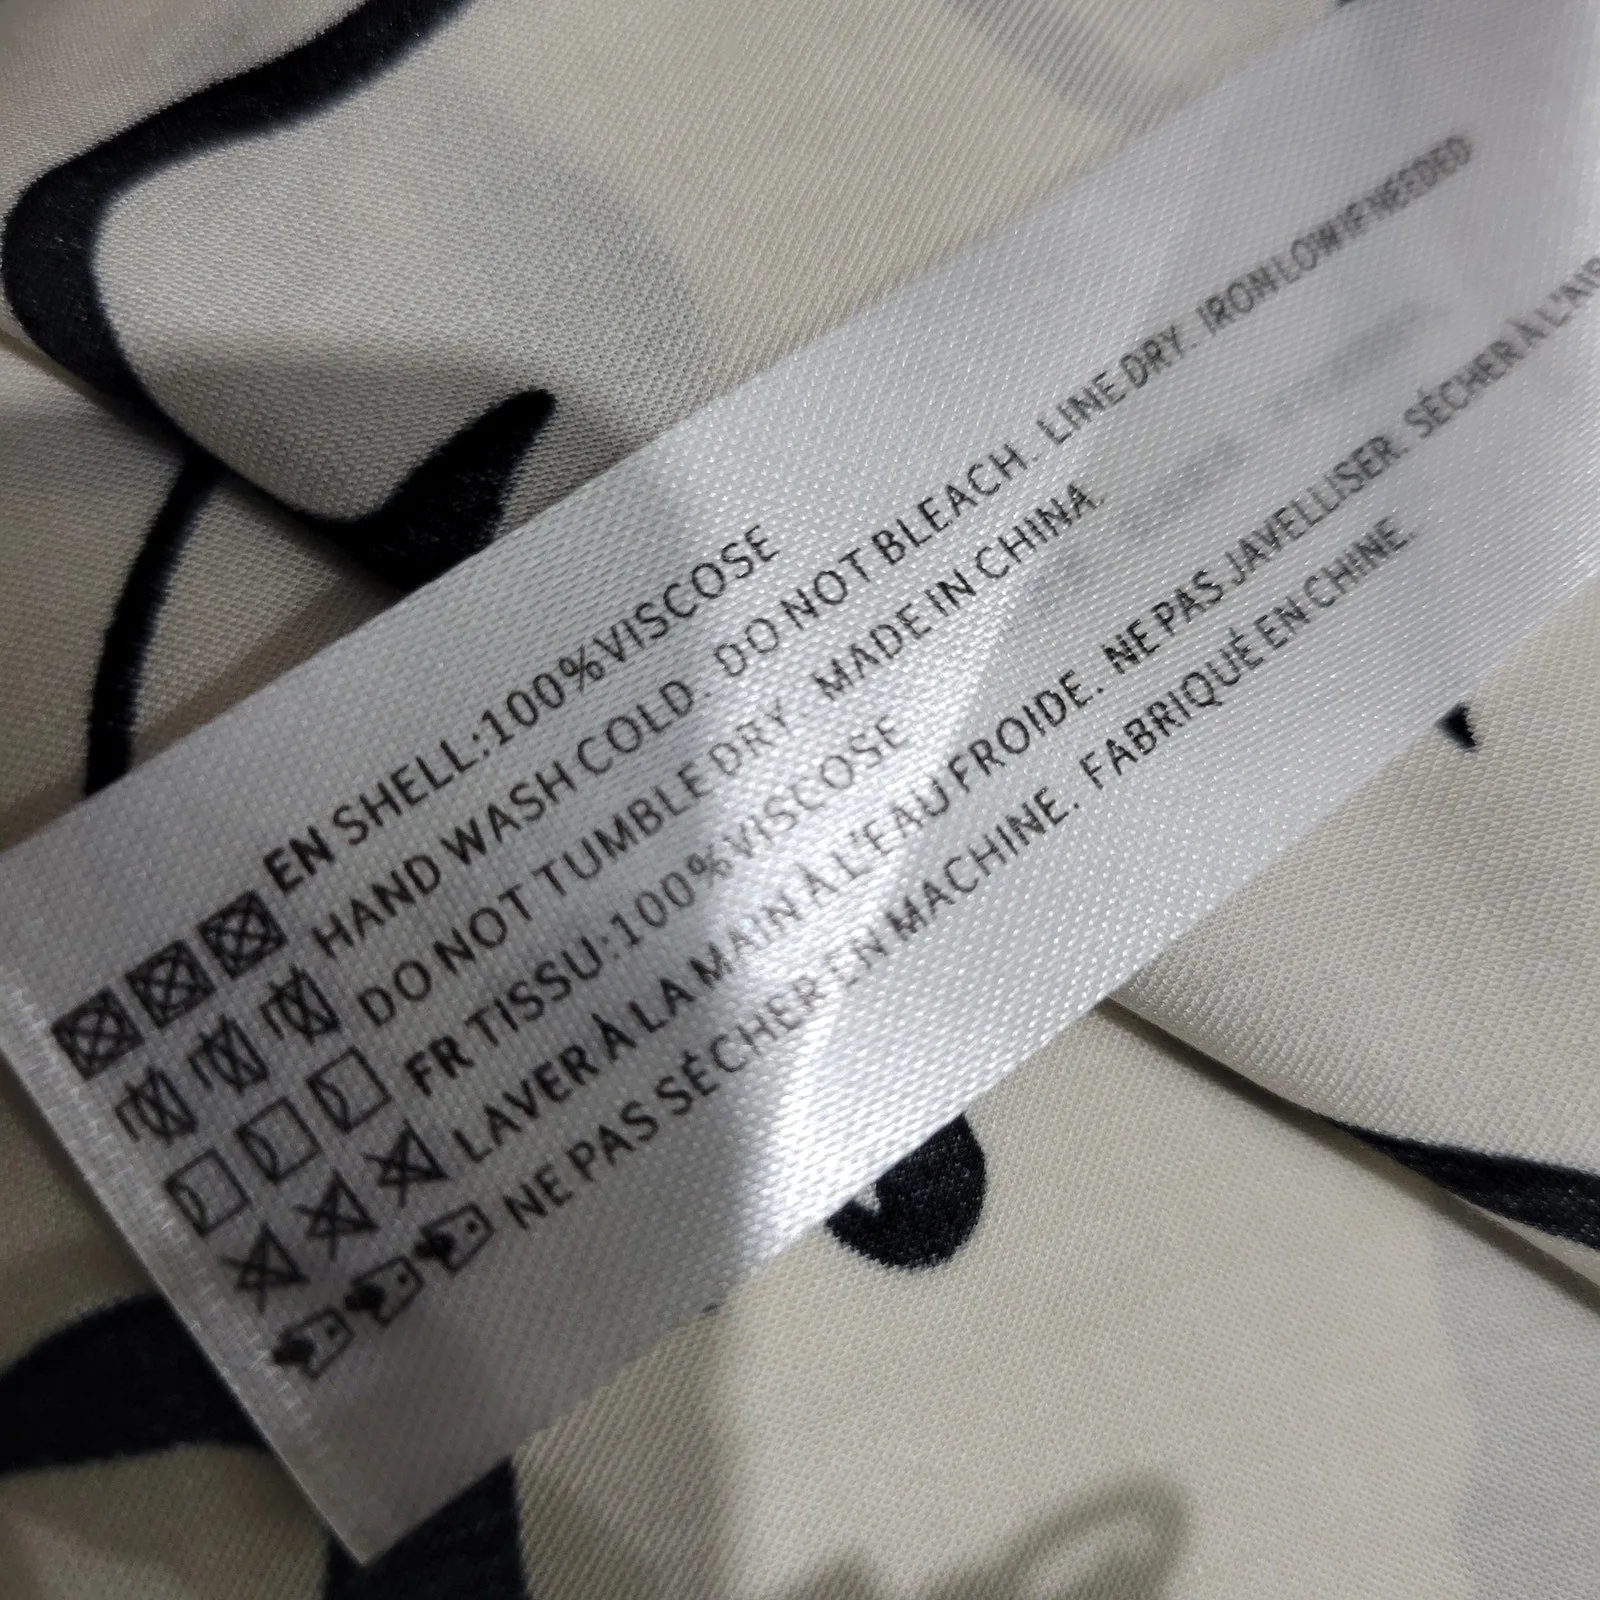 EN SHELL:100%VISCOSE
HAND WASH COLD. DO NOT BLEACH. LINE DRY. IRON LOW IF NEEDED
DO NOT TUMBLE DRY. MADE IN CHINA.
FR TISSU:100%VISCOSE
LAVER À LA MAIN À L'EAU FROIDE. NE PAS JAVELLISER. SÉCHER À L'AIR
NE PAS SÉCHER EN MACHINE. FABRIQUÉ EN CHINE.